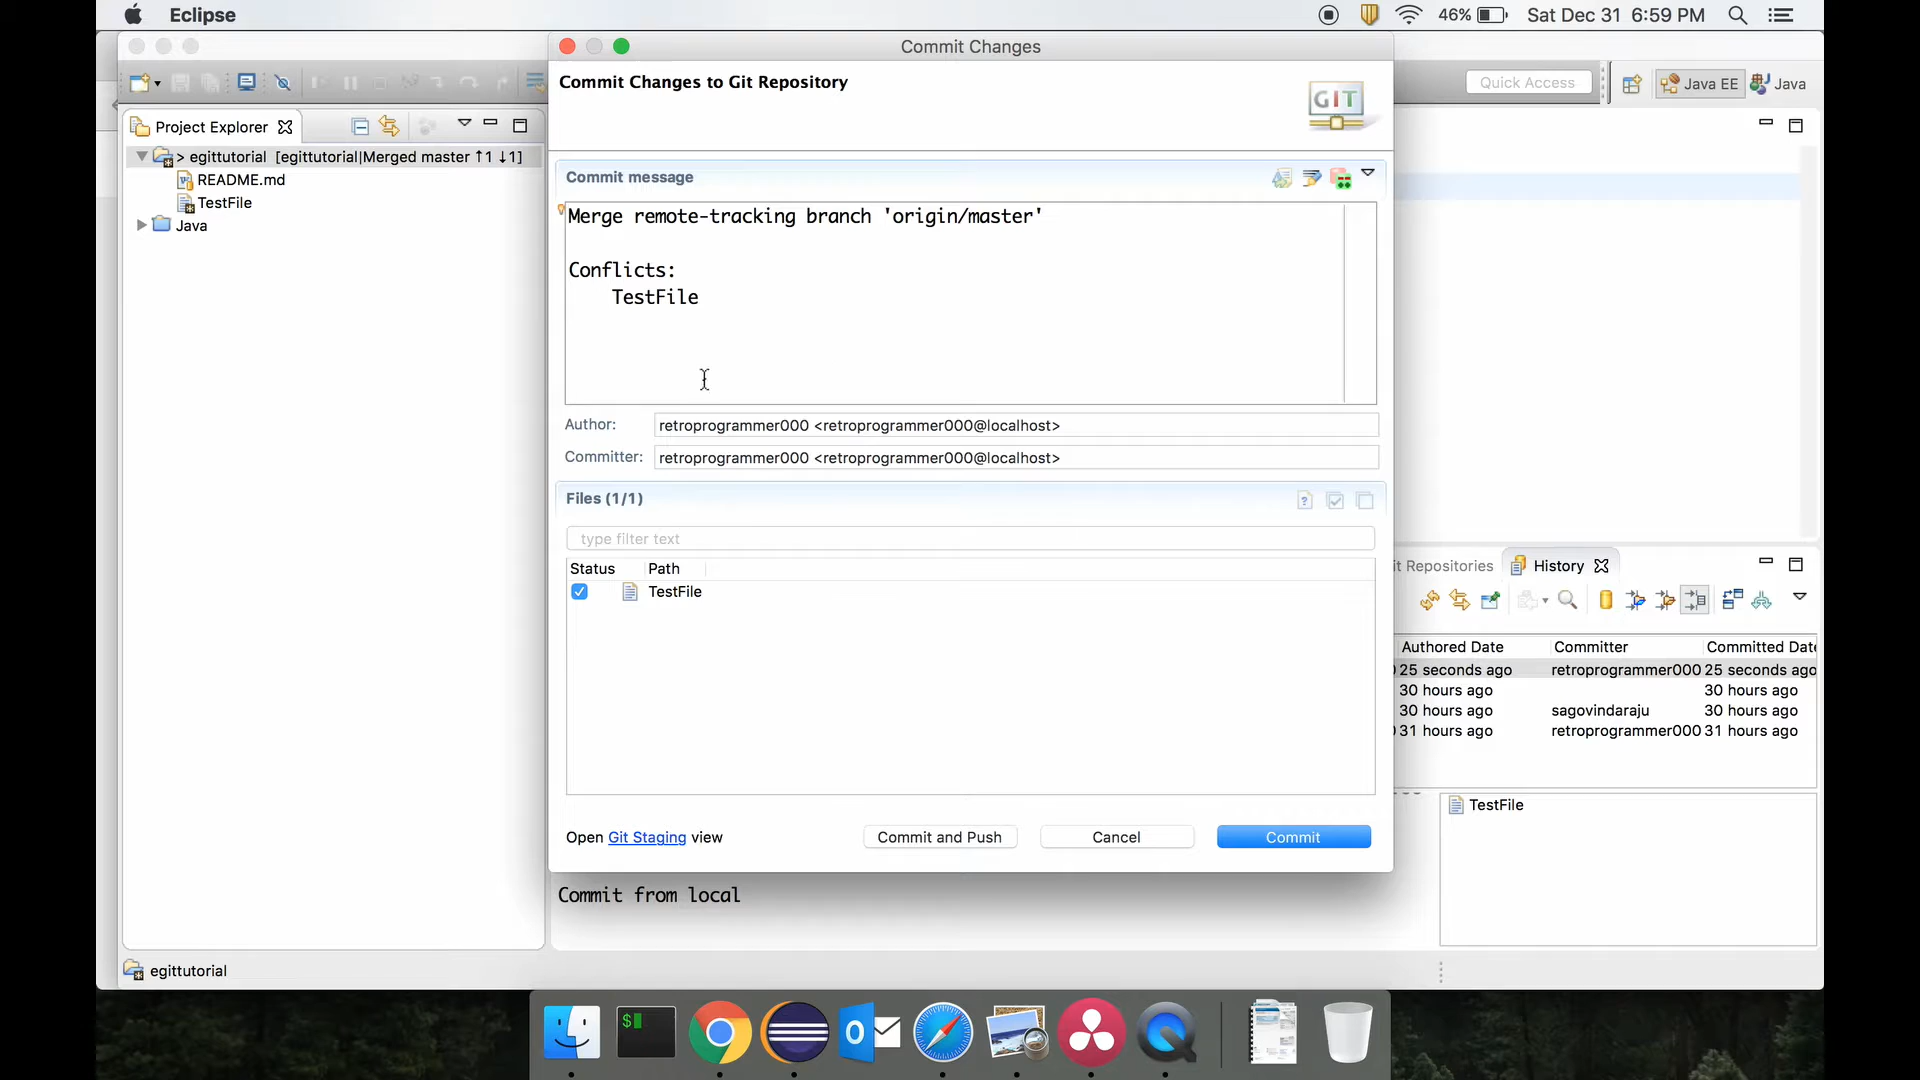 Eclipse
46%
Sat Dec 31 6:59 PM
Commit Changes
Commit Changes to Git Repository
GIT
Quick Access
Java EE
Java
Project Explorer
> egittutorial [egittutorial|Merged master ↑1 ↓1]
README.md
TestFile
Java
Commit message
Merge remote-tracking branch 'origin/master'
Conflicts:
TestFile
Author:
retroprogrammer000 <retroprogrammer000@localhost>
Committer:
retroprogrammer000 <retroprogrammer000@localhost>
Files (1/1)
type filter text
Status Path
TestFile
Open Git Staging view
Commit and Push
Cancel
Commit
it Repositories
History
Authored Date Committer Committed Date
25 seconds ago retroprogrammer000 25 seconds ago
30 hours ago 30 hours ago
30 hours ago sagovindaraju 30 hours ago
31 hours ago retroprogrammer000 31 hours ago
TestFile
Commit from local
egittutorial